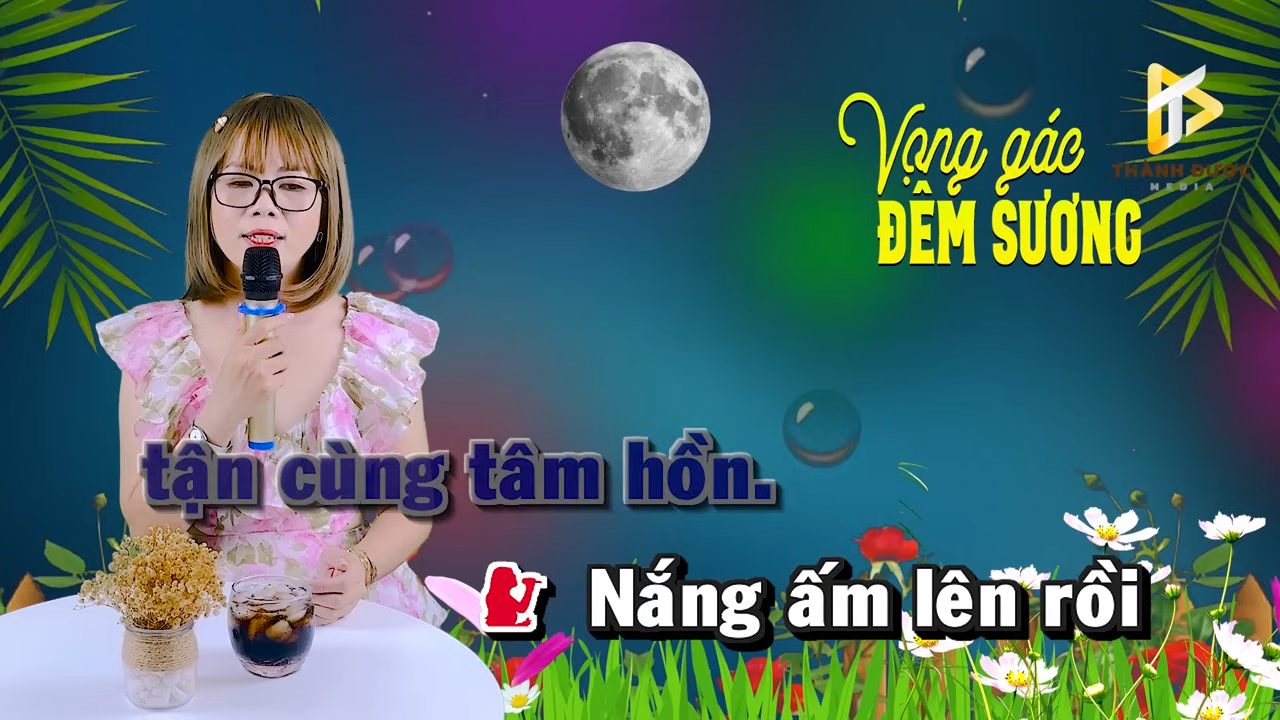 Vọng gác
ĐÊM SƯƠNG
THÀNH ĐƯỢC
MEDIA
tận cùng tâm hồn.
Nắng ấm lên rồi